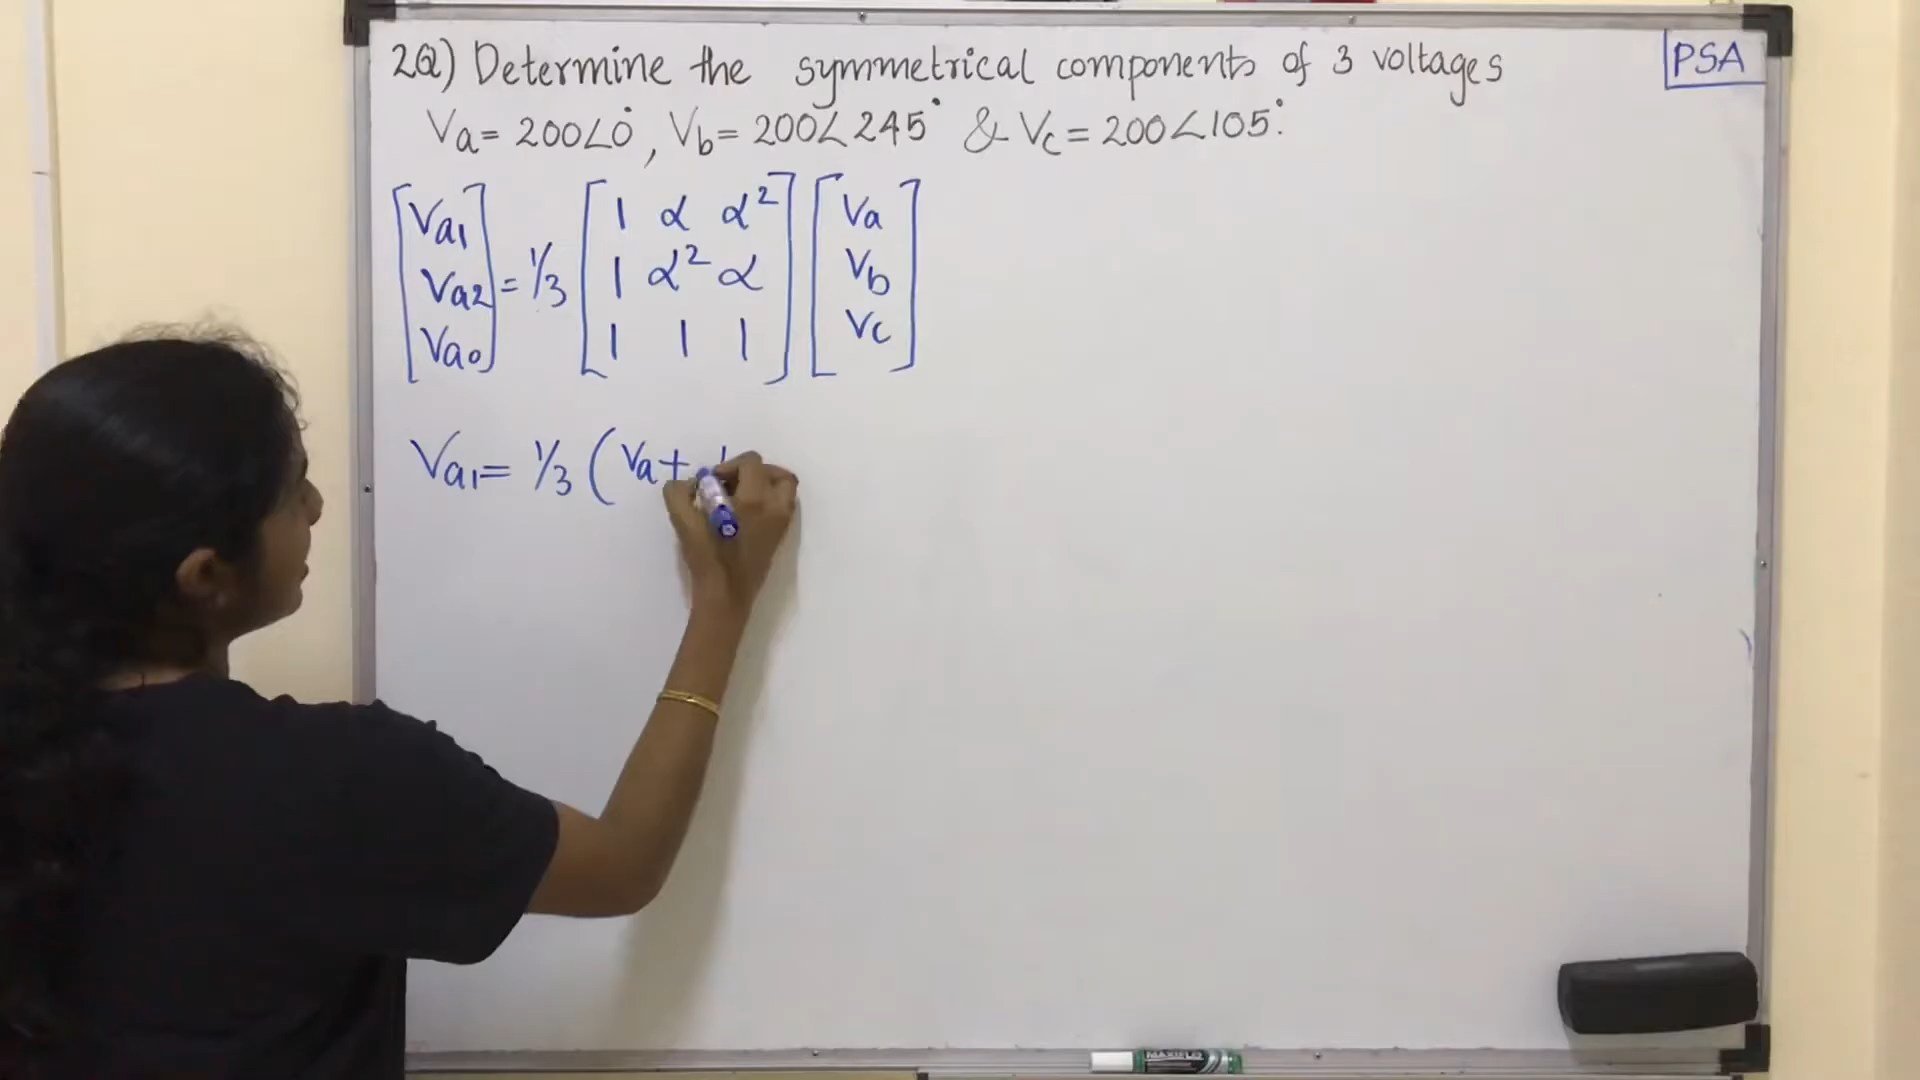 2Q) Determine the symmetrical components of 3 voltages
PSA
Va = 200∠0°, Vb = 200∠245° & Vc = 200∠105°.
[Va1 Va2 Va0] = 1/3 [1 α α² 1 α² α 1 1 1] [Va Vb Vc]
Va1 = 1/3 (Va +
MAXIFLO